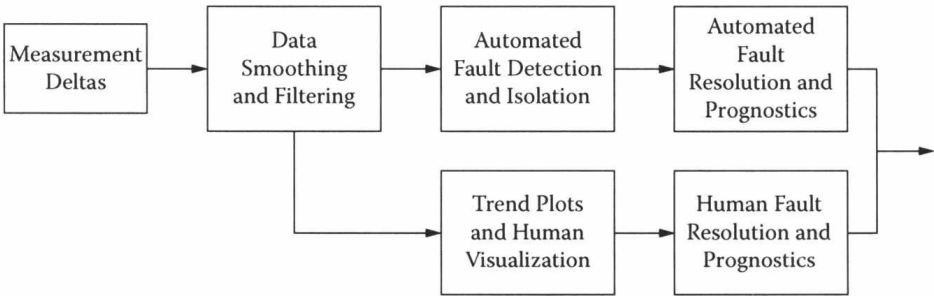 Measurement
Deltas
Data
Smoothing
and Filtering
Automated
Fault Detection
and Isolation
Automated
Fault
Resolution and
Prognostics
Trend Plots
and Human
Visualization
Human Fault
Resolution and
Prognostics